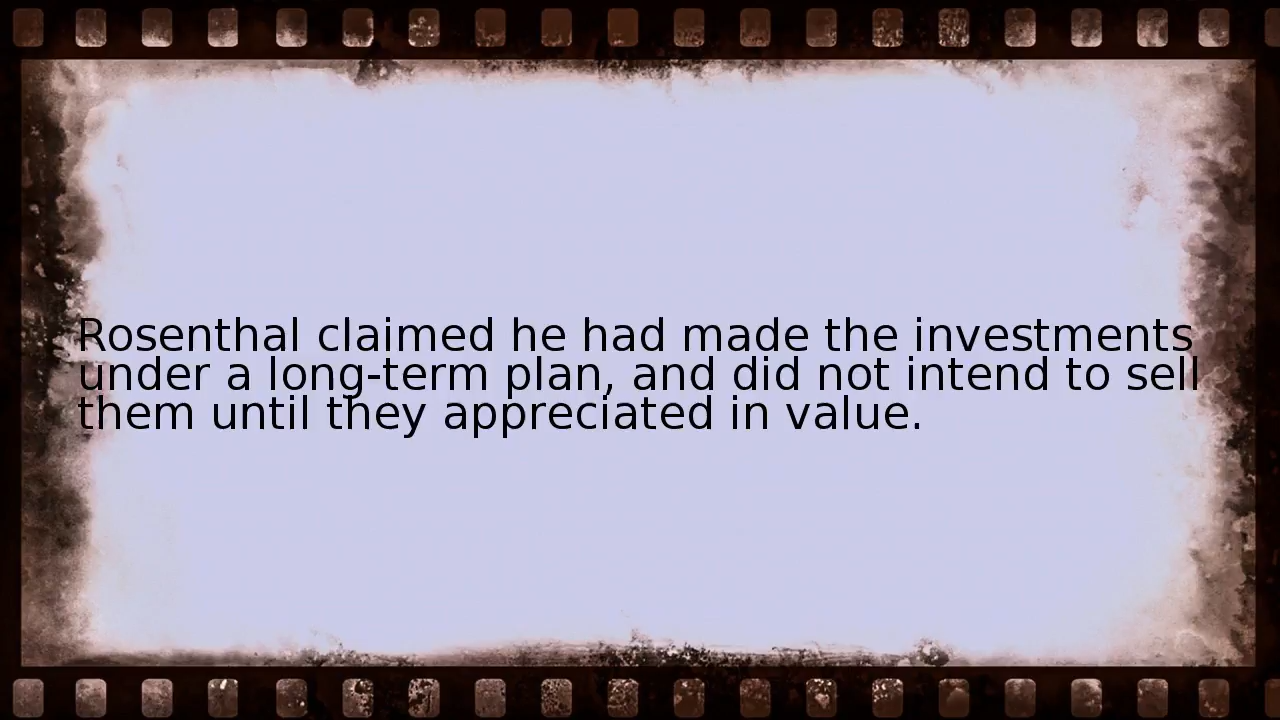 Rosenthal claimed he had made the investments
under a long-term plan, and did not intend to sell
them until they appreciated in value.